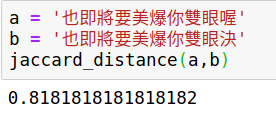 a = '也即將要美爆你雙眼喔'
b = '也即將要美爆你雙眼決'
jaccard_distance(a,b)
0.8181818181818182